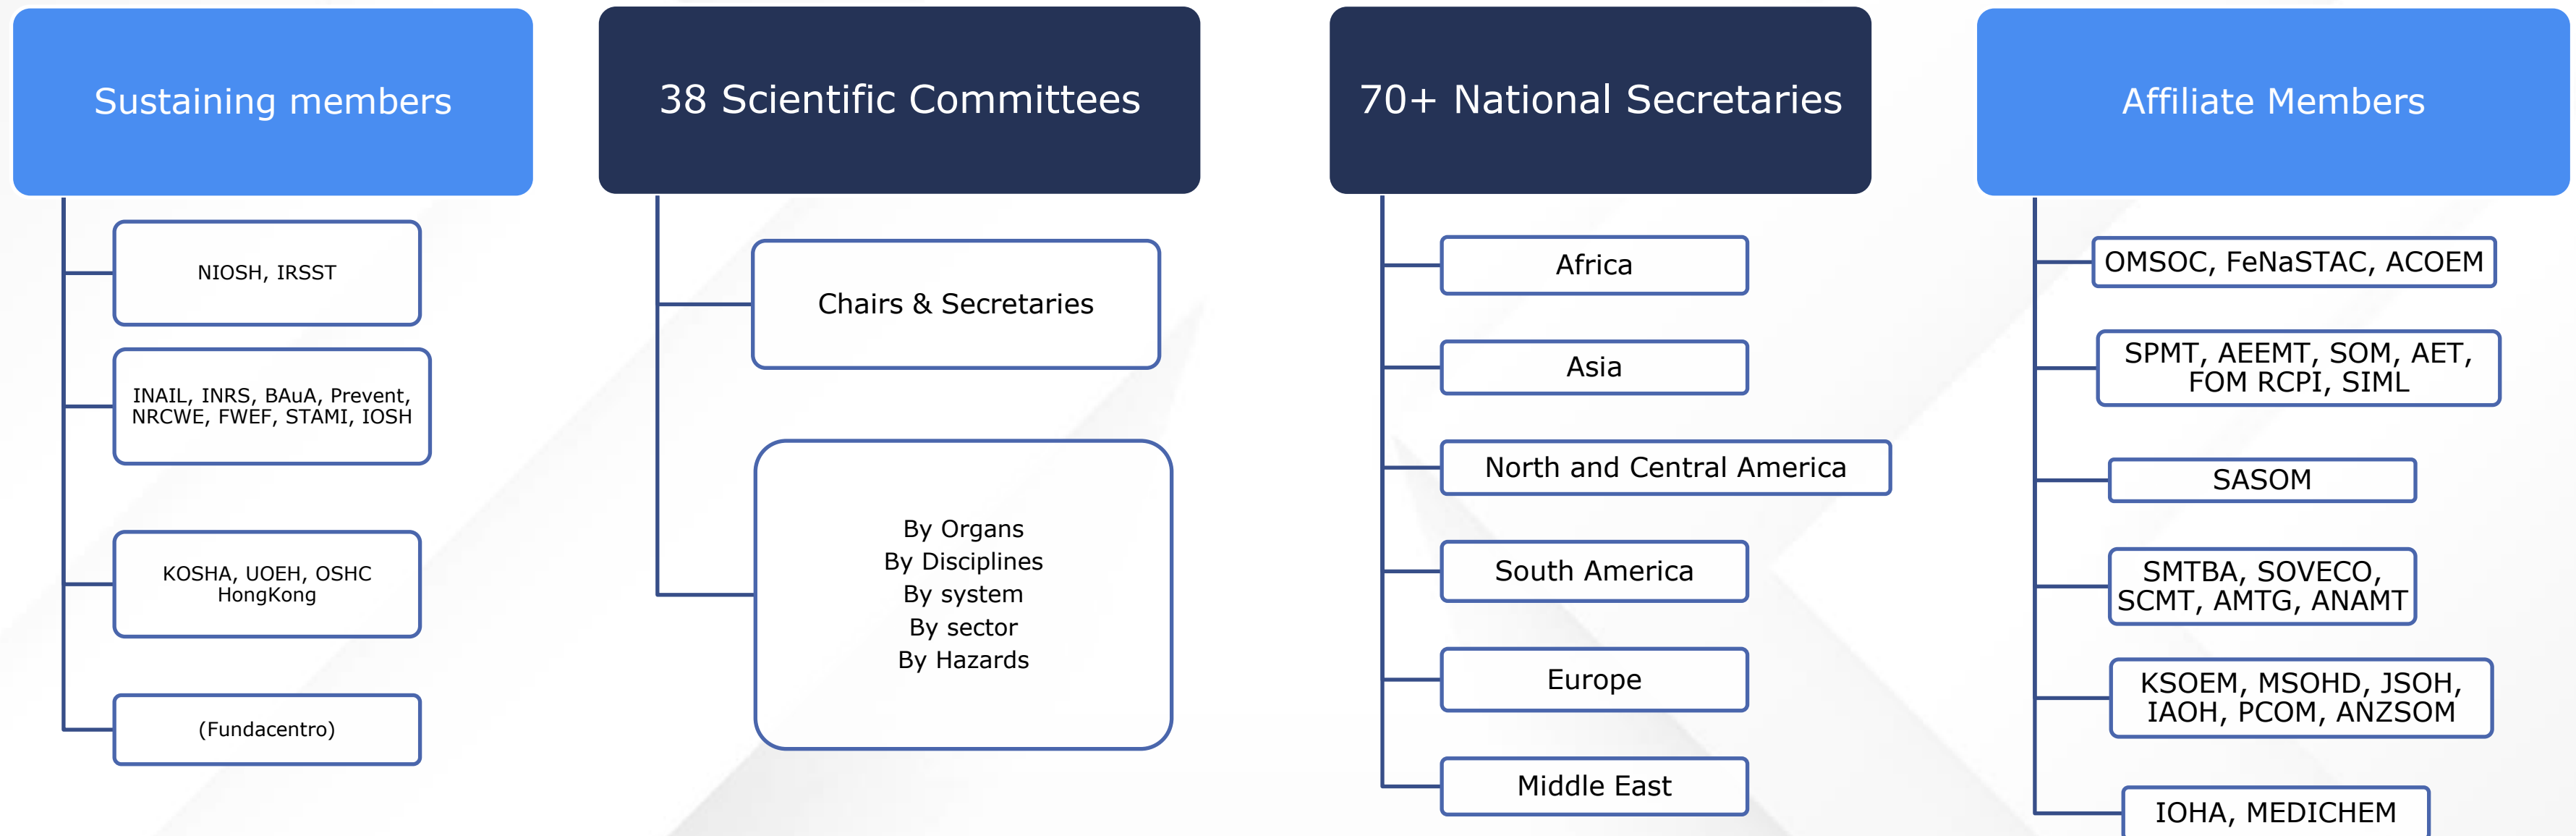 Sustaining members
NIOSH, IRSST
INAIL, INRS, BAuA, Prevent,
NRCWE, FWEF, STAMI, IOSH
KOSHA, UOEH, OSHC
HongKong
(Fundacentro)
38 Scientific Committees
Chairs & Secretaries
By Organs
By Disciplines
By system
By sector
By Hazards
70+ National Secretaries
Africa
Asia
North and Central America
South America
Europe
Middle East
Affiliate Members
OMSOC, FeNaSTAC, ACOEM
SPMT, AEEMT, SOM, AET,
FOM RCPI, SIML
SASOM
SMTBA, SOVECO,
SCMT, AMTG, ANAMT
KSOEM, MSOHD, JSOH,
IAOH, PCOM, ANZSOM
IOHA, MEDICHEM